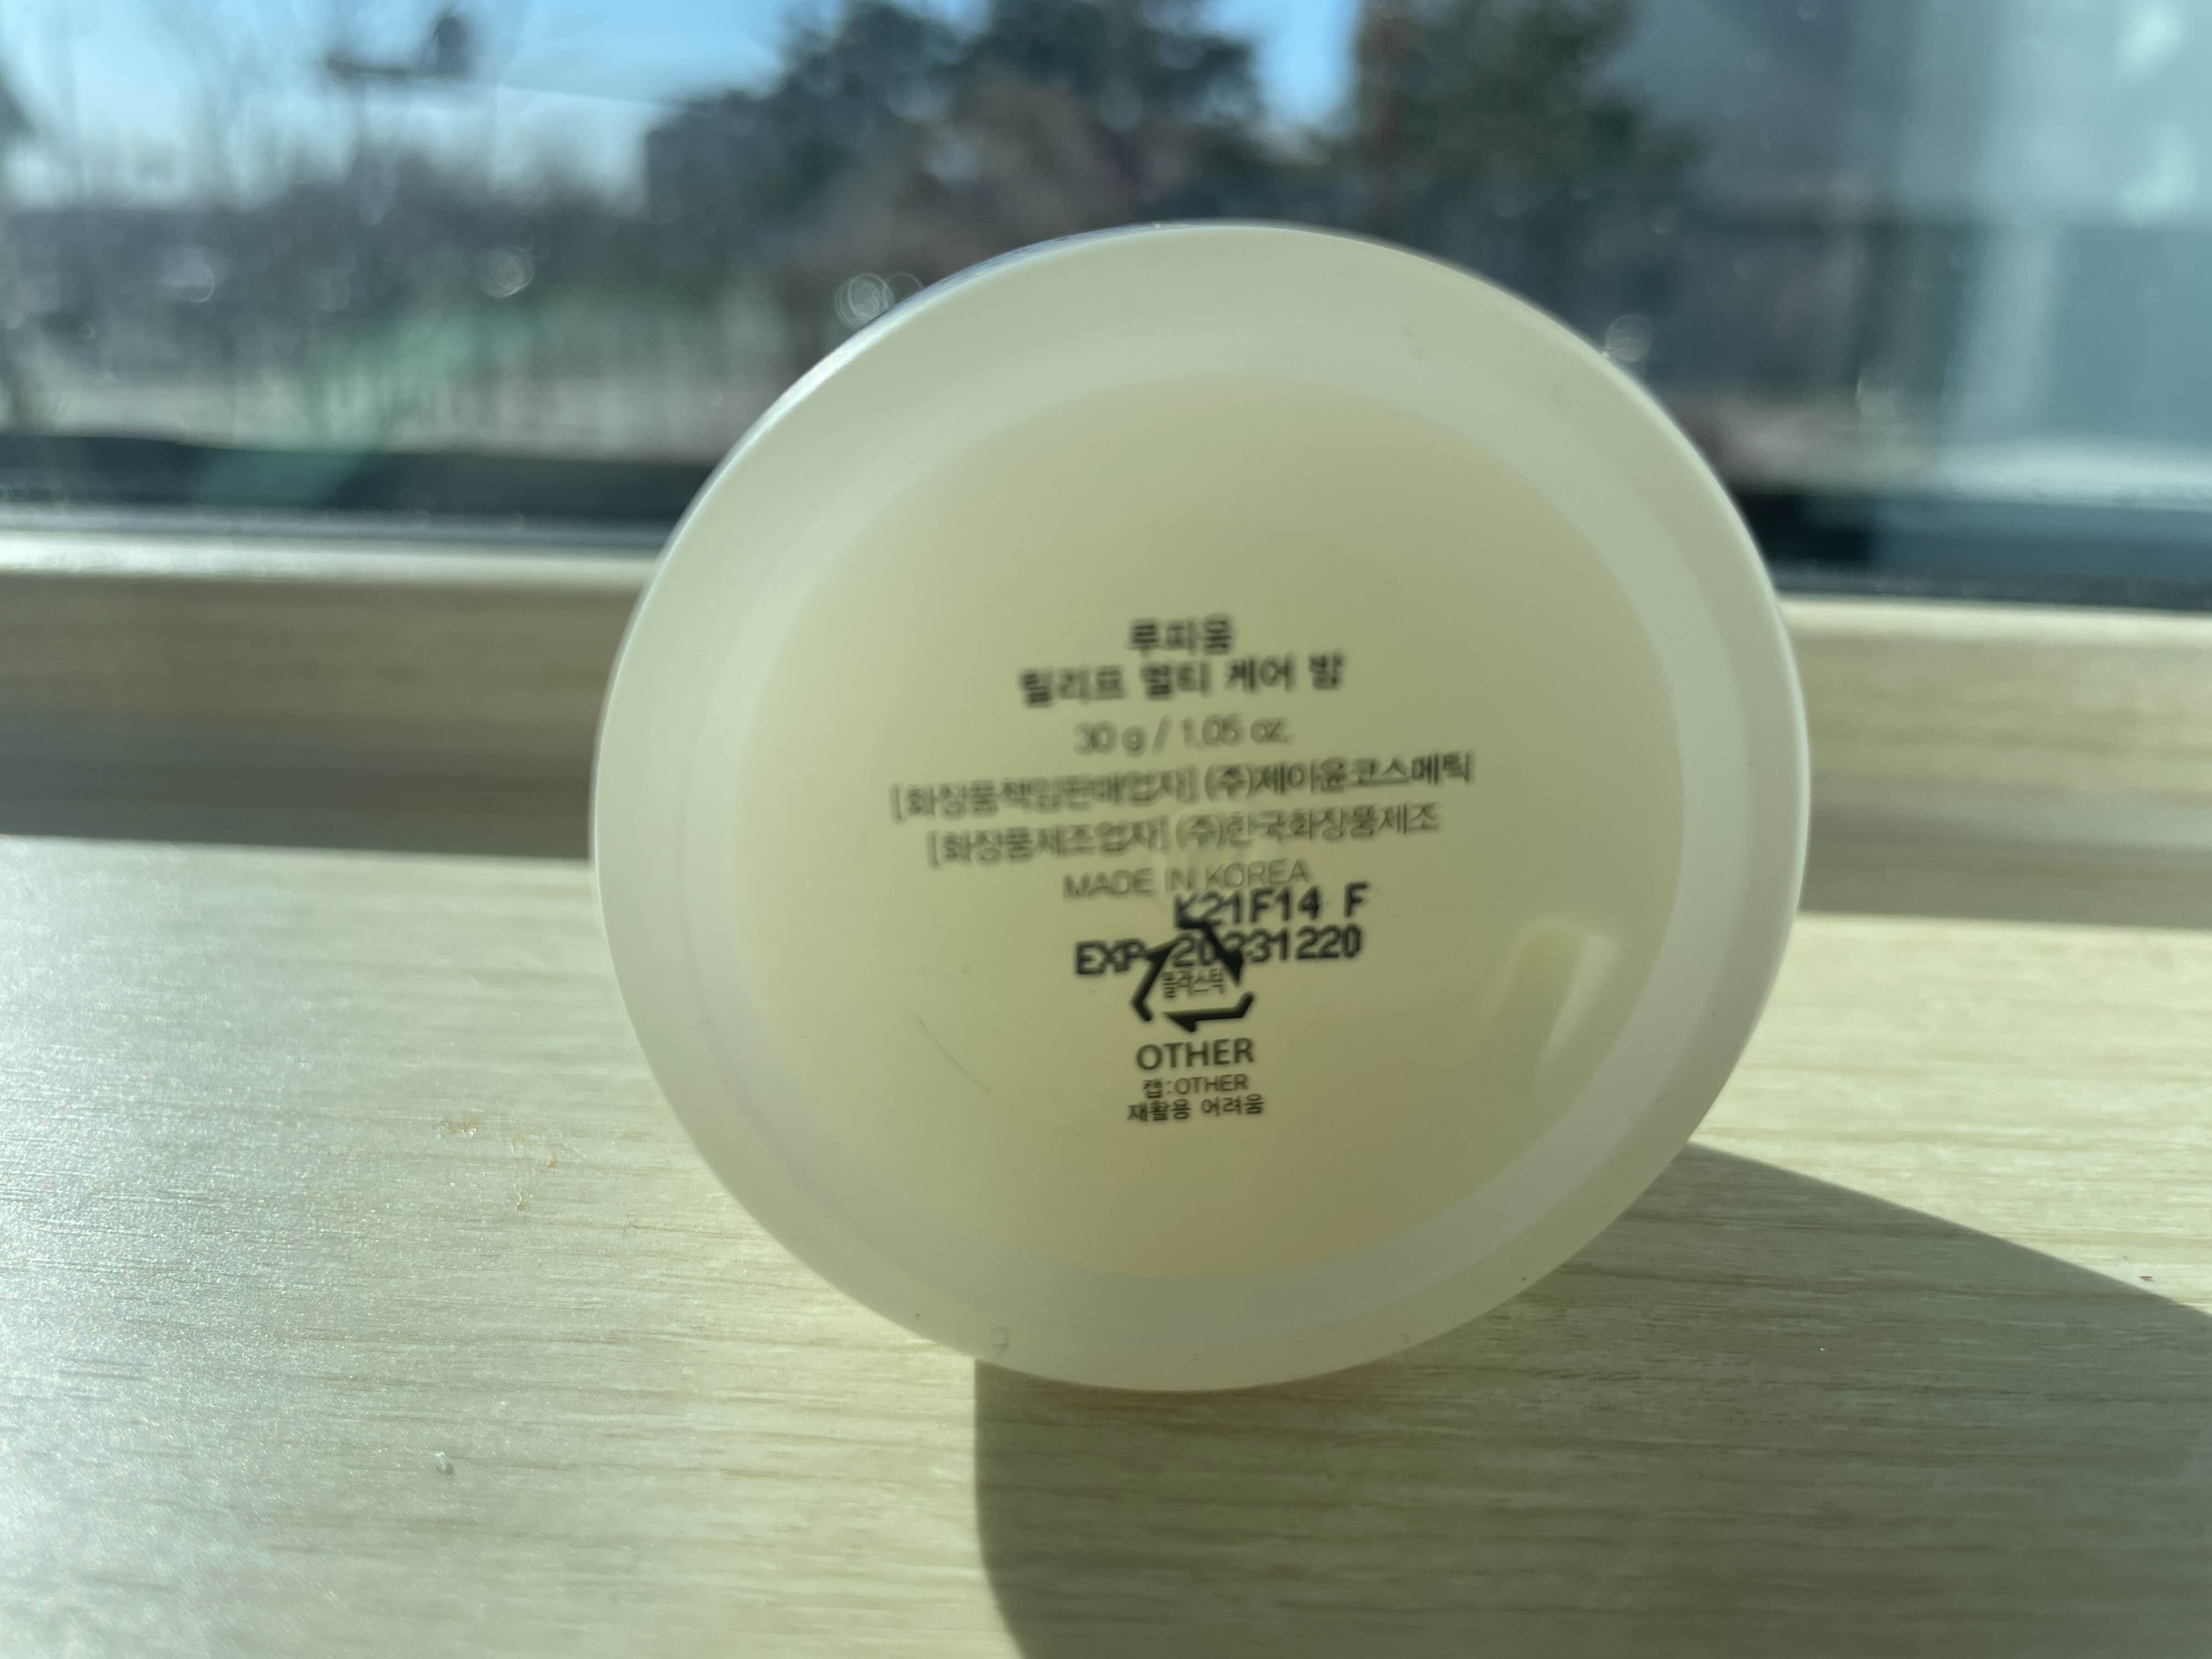 루피움
릴리프 멀티 케어 밤
30 g / 1.05 oz.
[화장품책임판매업자] (주)제이윤코스메틱
[화장품제조업자] (주)한국화장품제조
MADE IN KOREA
K21F14 F
EXP 20231220
플라스틱
OTHER
캡:OTHER
재활용 어려움